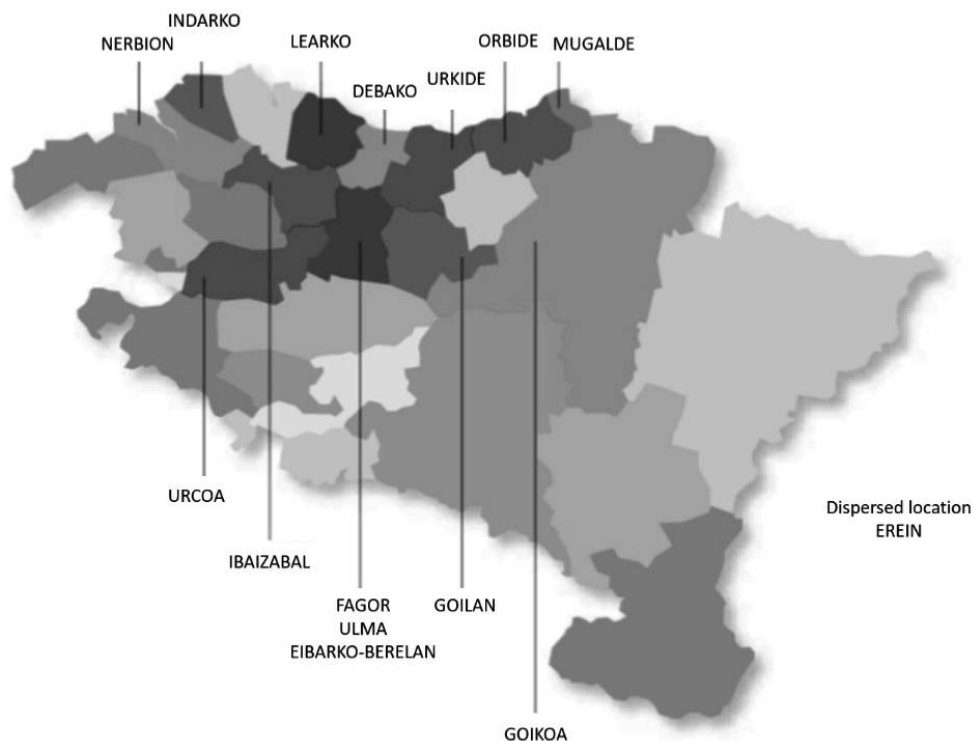 INDARKO
NERBION
LEARKO
ORBIDE
MUGALDE
DEBAKO
URKIDE
URCOA
Dispersed location
EREIN
IBAIZABAL
FAGOR
ULMA
EIBARKO-BERELAN
GOILAN
GOIKOA